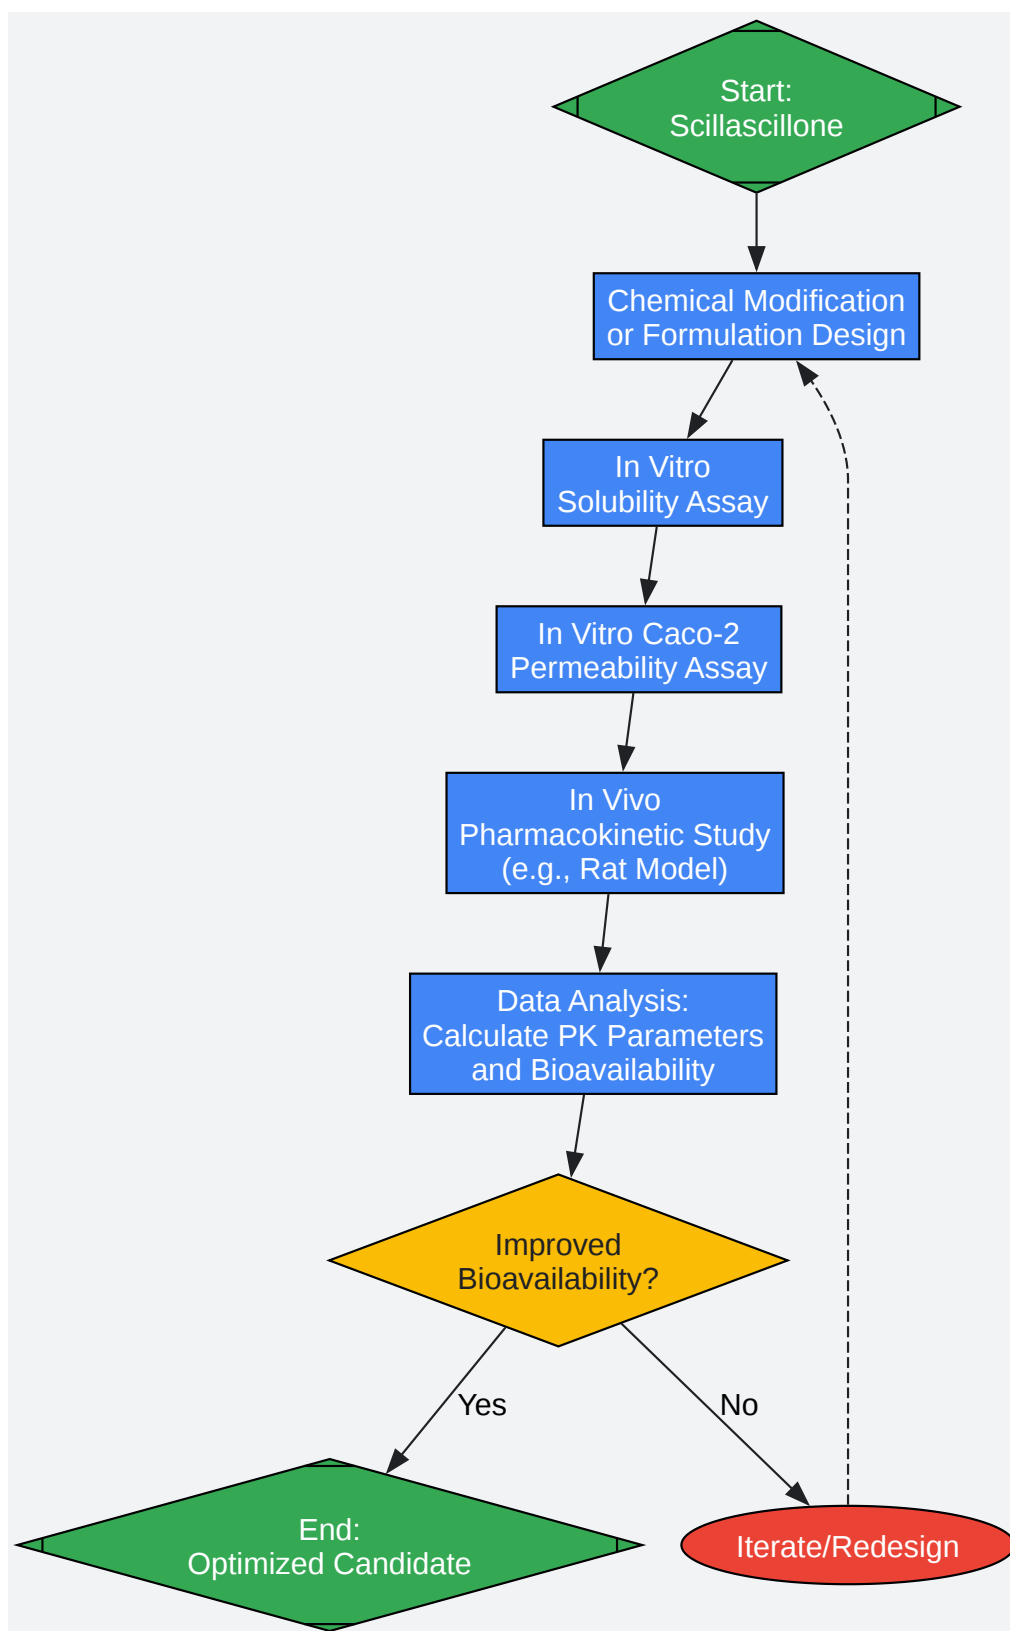 Start:
Scillascillone
Chemical Modification
or Formulation Design
In Vitro
Solubility Assay
In Vitro Caco-2
Permeability Assay
In Vivo
Pharmacokinetic Study
(e.g., Rat Model)
Data Analysis:
Calculate PK Parameters
and Bioavailability
Improved
Bioavailability?
Yes
No
End:
Optimized Candidate
Iterate/Redesign